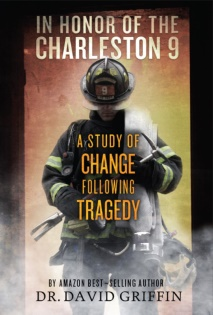 IN HONOR OF THE
CHARLESTON 9
9
A STUDY OF
CHANGE
FOLLOWING
TRAGEDY
BY AMAZON BEST-SELLING AUTHOR
DR. DAVID GRIFFIN